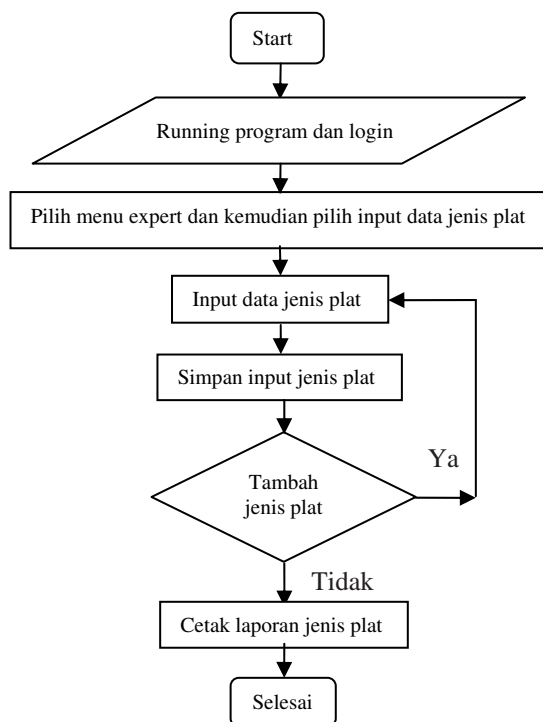 Start
Running program dan login
Pilih menu expert dan kemudian pilih input data jenis plat
Input data jenis plat
Simpan input jenis plat
Ya
Tambah
jenis plat
Tidak
Cetak laporan jenis plat
Selesai